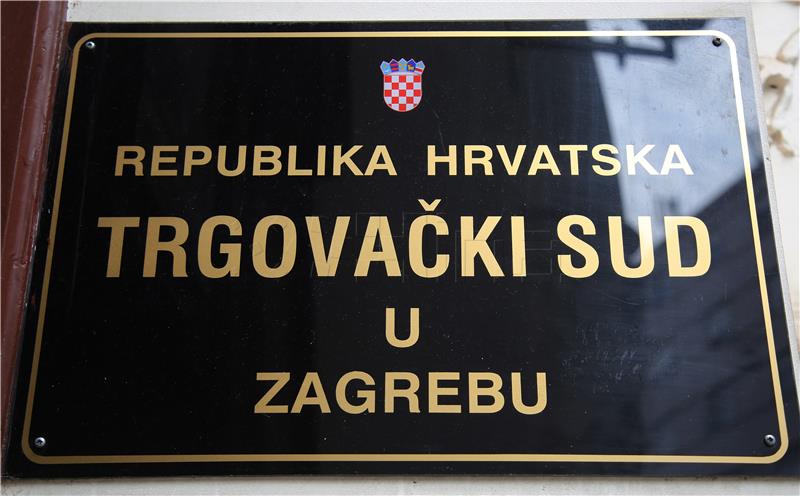 REPUBLIKA HRVATSKA
TRGOVAČKI SUD
U
ZAGREBU